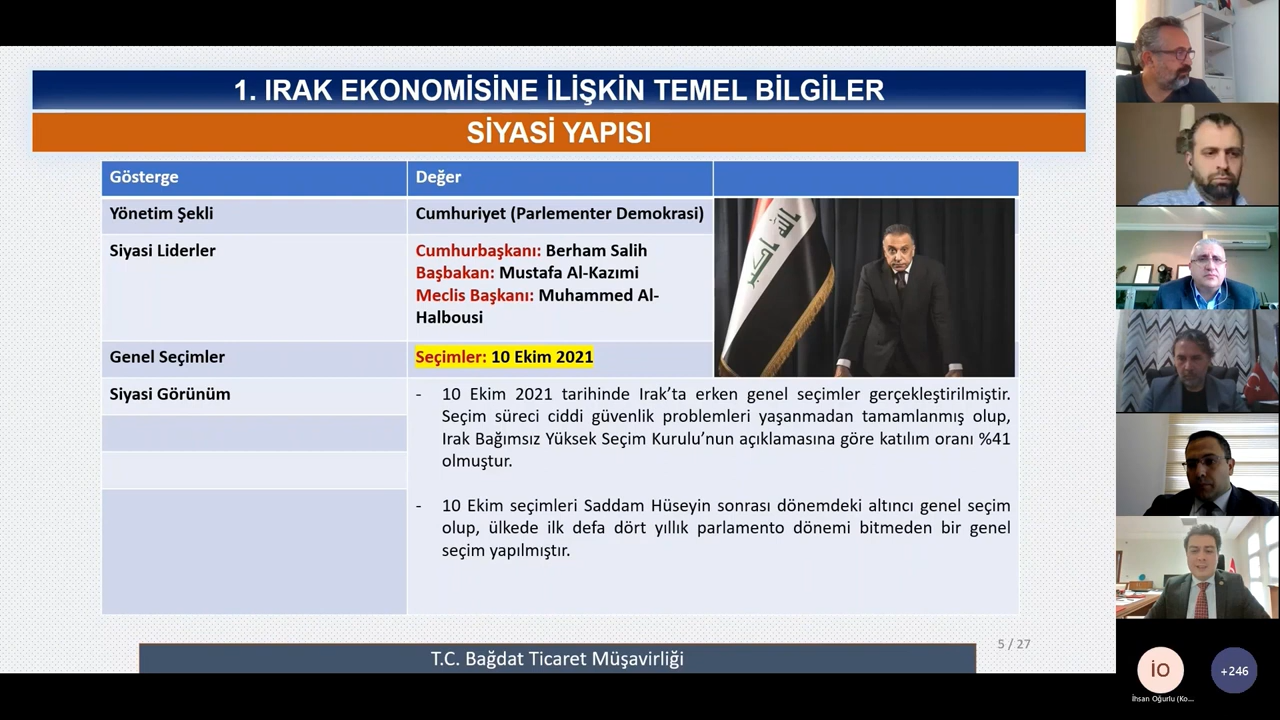 1. IRAK EKONOMİSİNE İLİŞKİN TEMEL BİLGİLER
SİYASİ YAPISI
Gösterge
Değer
Yönetim Şekli
Cumhuriyet (Parlementer Demokrasi)
Siyasi Liderler
Cumhurbaşkanı: Berham Salih
Başbakan: Mustafa Al-Kazımi
Meclis Başkanı: Muhammed Al-
Halbousi
الله اكبر
Genel Seçimler
Seçimler: 10 Ekim 2021
Siyasi Görünüm
- 10 Ekim 2021 tarihinde Irak’ta erken genel seçimler gerçekleştirilmiştir.
Seçim süreci ciddi güvenlik problemleri yaşanmadan tamamlanmış olup,
Irak Bağımsız Yüksek Seçim Kurulu’nun açıklamasına göre katılım oranı %41
olmuştur.
- 10 Ekim seçimleri Saddam Hüseyin sonrası dönemdeki altıncı genel seçim
olup, ülkede ilk defa dört yıllık parlamento dönemi bitmeden bir genel
seçim yapılmıştır.
5 / 27
T.C. Bağdat Ticaret Müşavirliği
İO
+246
İhsan Oğurlu (Ko...